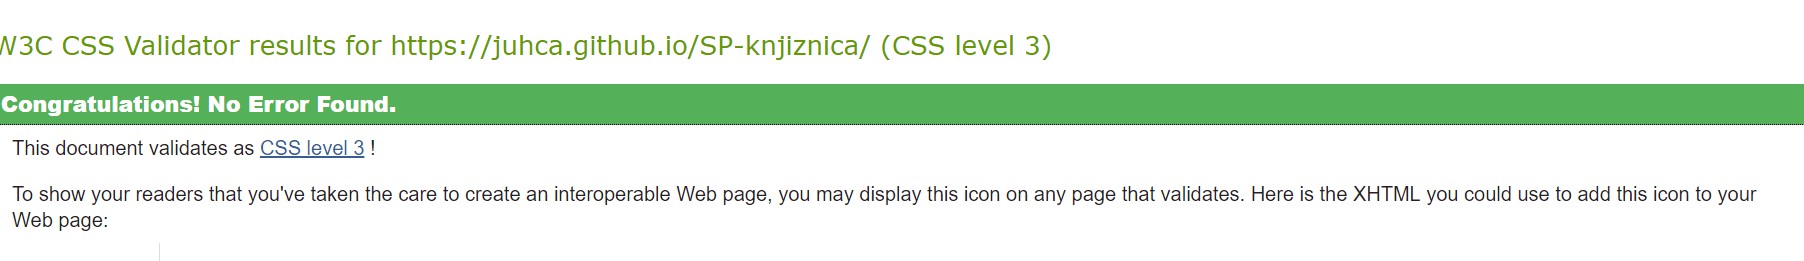 W3C CSS Validator results for https://juhca.github.io/SP-knjiznica/ (CSS level 3)
Congratulations! No Error Found.
This document validates as CSS level 3 !
To show your readers that you've taken the care to create an interoperable Web page, you may display this icon on any page that validates. Here is the XHTML you could use to add this icon to your
Web page: